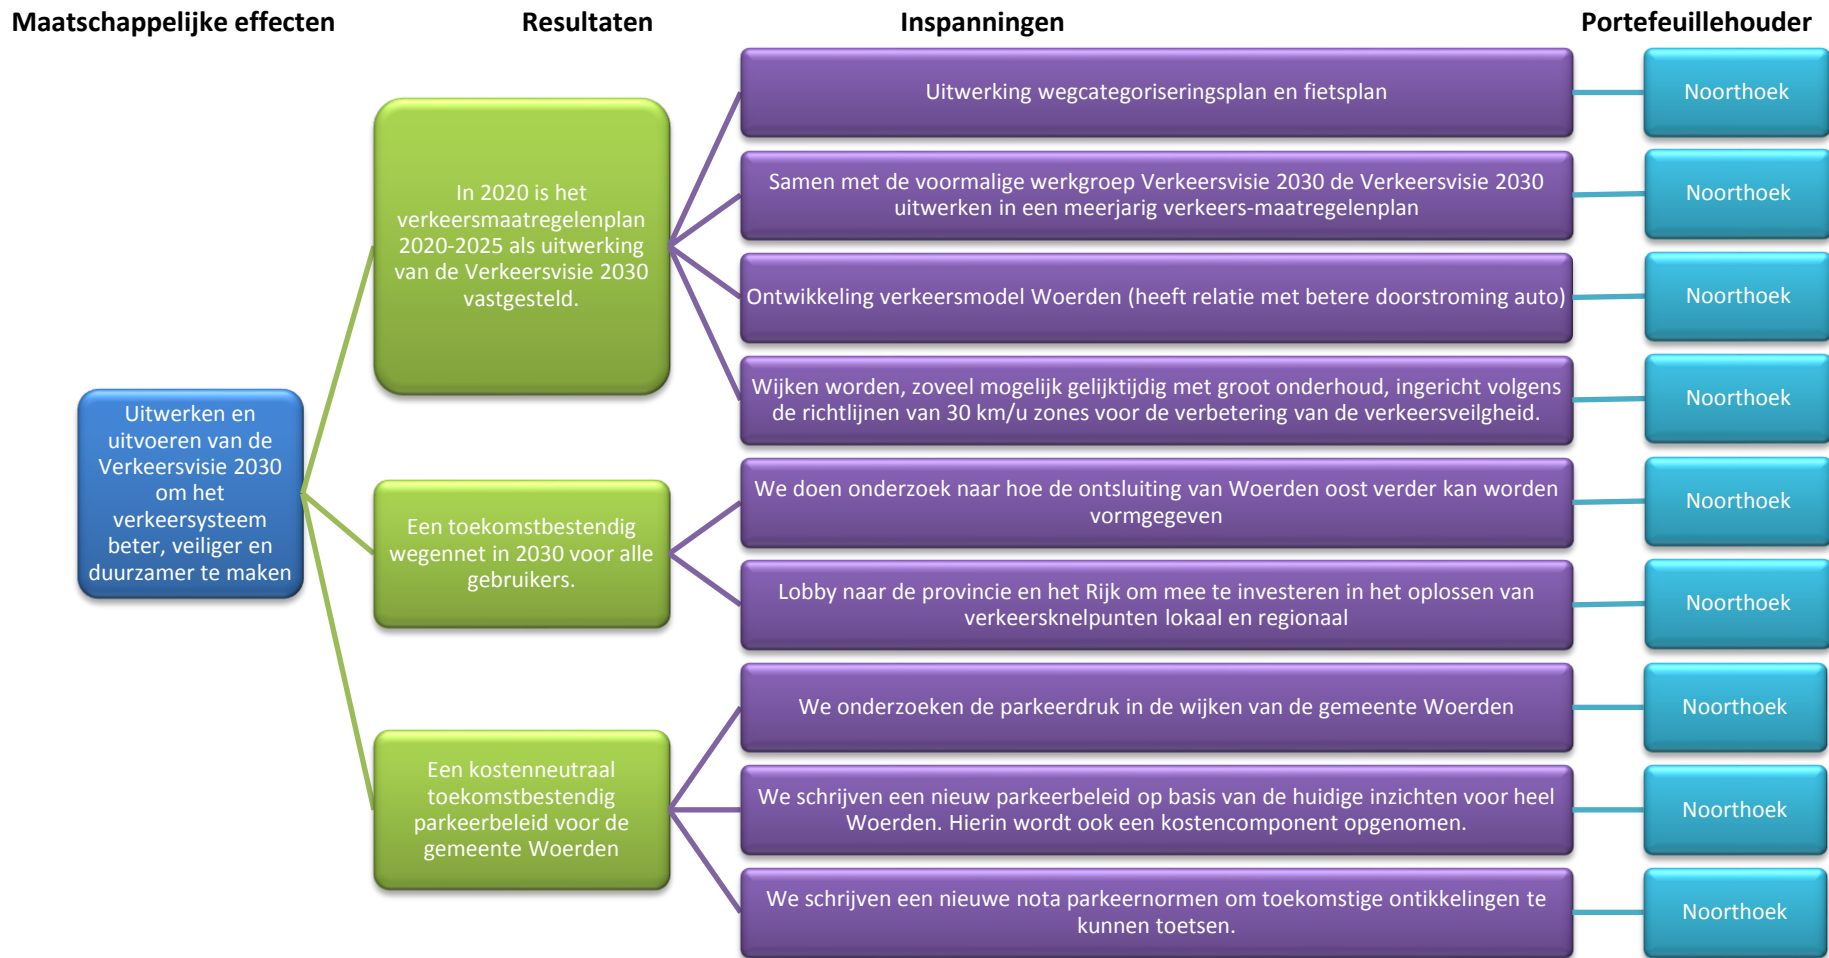 Maatschappelijke effecten
Resultaten
Inspanningen
Portefeuillehouder
Uitwerken en
uitvoeren van de
Verkeersvisie 2030
om het
verkeersysteem
beter, veiliger en
duurzamer te maken
In 2020 is het
verkeersmaatregelenplan
2020-2025 als uitwerking
van de Verkeersvisie 2030
vastgesteld.
Uitwerking wegcategoriseringsplan en fietsplan
Noorthoek
Samen met de voormalige werkgroep Verkeersvisie 2030 de Verkeersvisie 2030
uitwerken in een meerjarig verkeers-maatregelenplan
Noorthoek
Ontwikkeling verkeersmodel Woerden (heeft relatie met betere doorstroming auto)
Noorthoek
Wijken worden, zoveel mogelijk gelijktijdig met groot onderhoud, ingericht volgens
de richtlijnen van 30 km/u zones voor de verbetering van de verkeersveilgheid.
Noorthoek
Een toekomstbestendig
wegennet in 2030 voor alle
gebruikers.
We doen onderzoek naar hoe de ontsluiting van Woerden oost verder kan worden
vormgegeven
Noorthoek
Lobby naar de provincie en het Rijk om mee te investeren in het oplossen van
verkeersknelpunten lokaal en regionaal
Noorthoek
Een kostenneutraal
toekomstbestendig
parkeerbeleid voor de
gemeente Woerden
We onderzoeken de parkeerdruk in de wijken van de gemeente Woerden
Noorthoek
We schrijven een nieuw parkeerbeleid op basis van de huidige inzichten voor heel
Woerden. Hierin wordt ook een kostencomponent opgenomen.
Noorthoek
We schrijven een nieuwe nota parkeernormen om toekomstige ontikkelingen te
kunnen toetsen.
Noorthoek